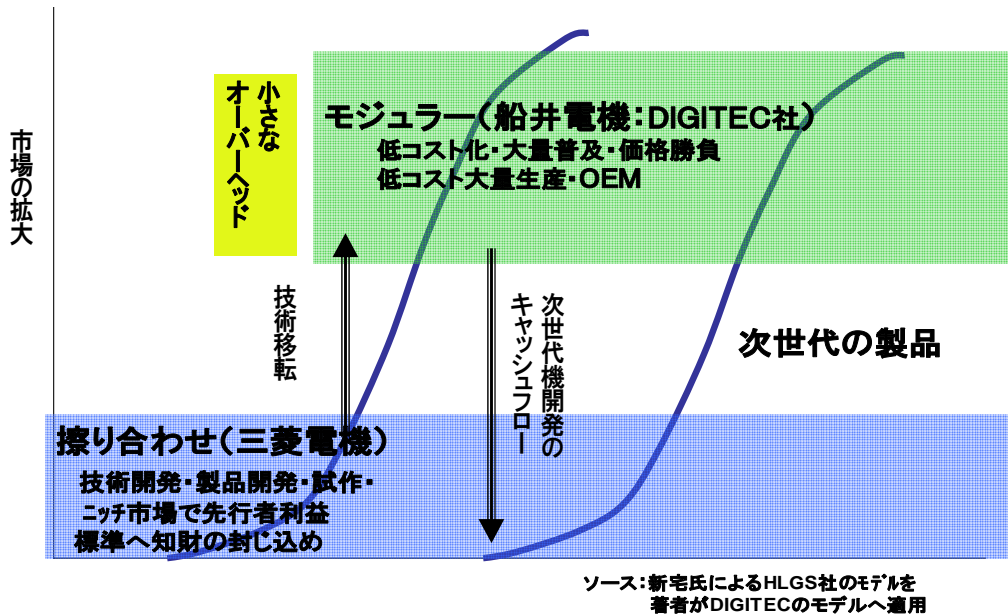 市場の拡大
小さな
オーバーヘッド
モジュラー(船井電機:DIGITEC社)
低コスト化・大量普及・価格勝負
低コスト大量生産・OEM
技術移転
次世代機開発の
キャッシュフロー
次世代の製品
擦り合わせ(三菱電機)
技術開発・製品開発・試作・
ニッチ市場で先行者利益
標準へ知財の封じ込め
ソース:新宅氏によるHLGS社のモデルを
著者がDIGITECのモデルへ適用